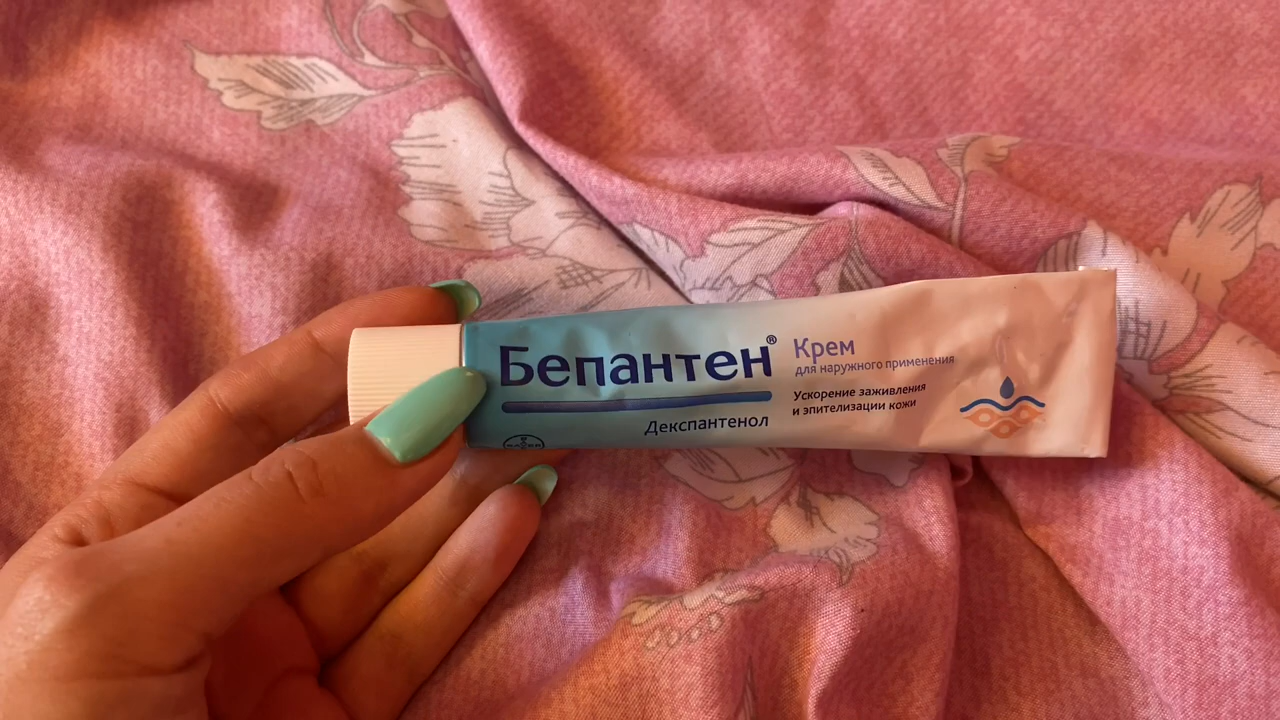 Бепантен®
Декспантенол
Крем
для наружного применения
Ускорение заживления
и эпителизации кожи